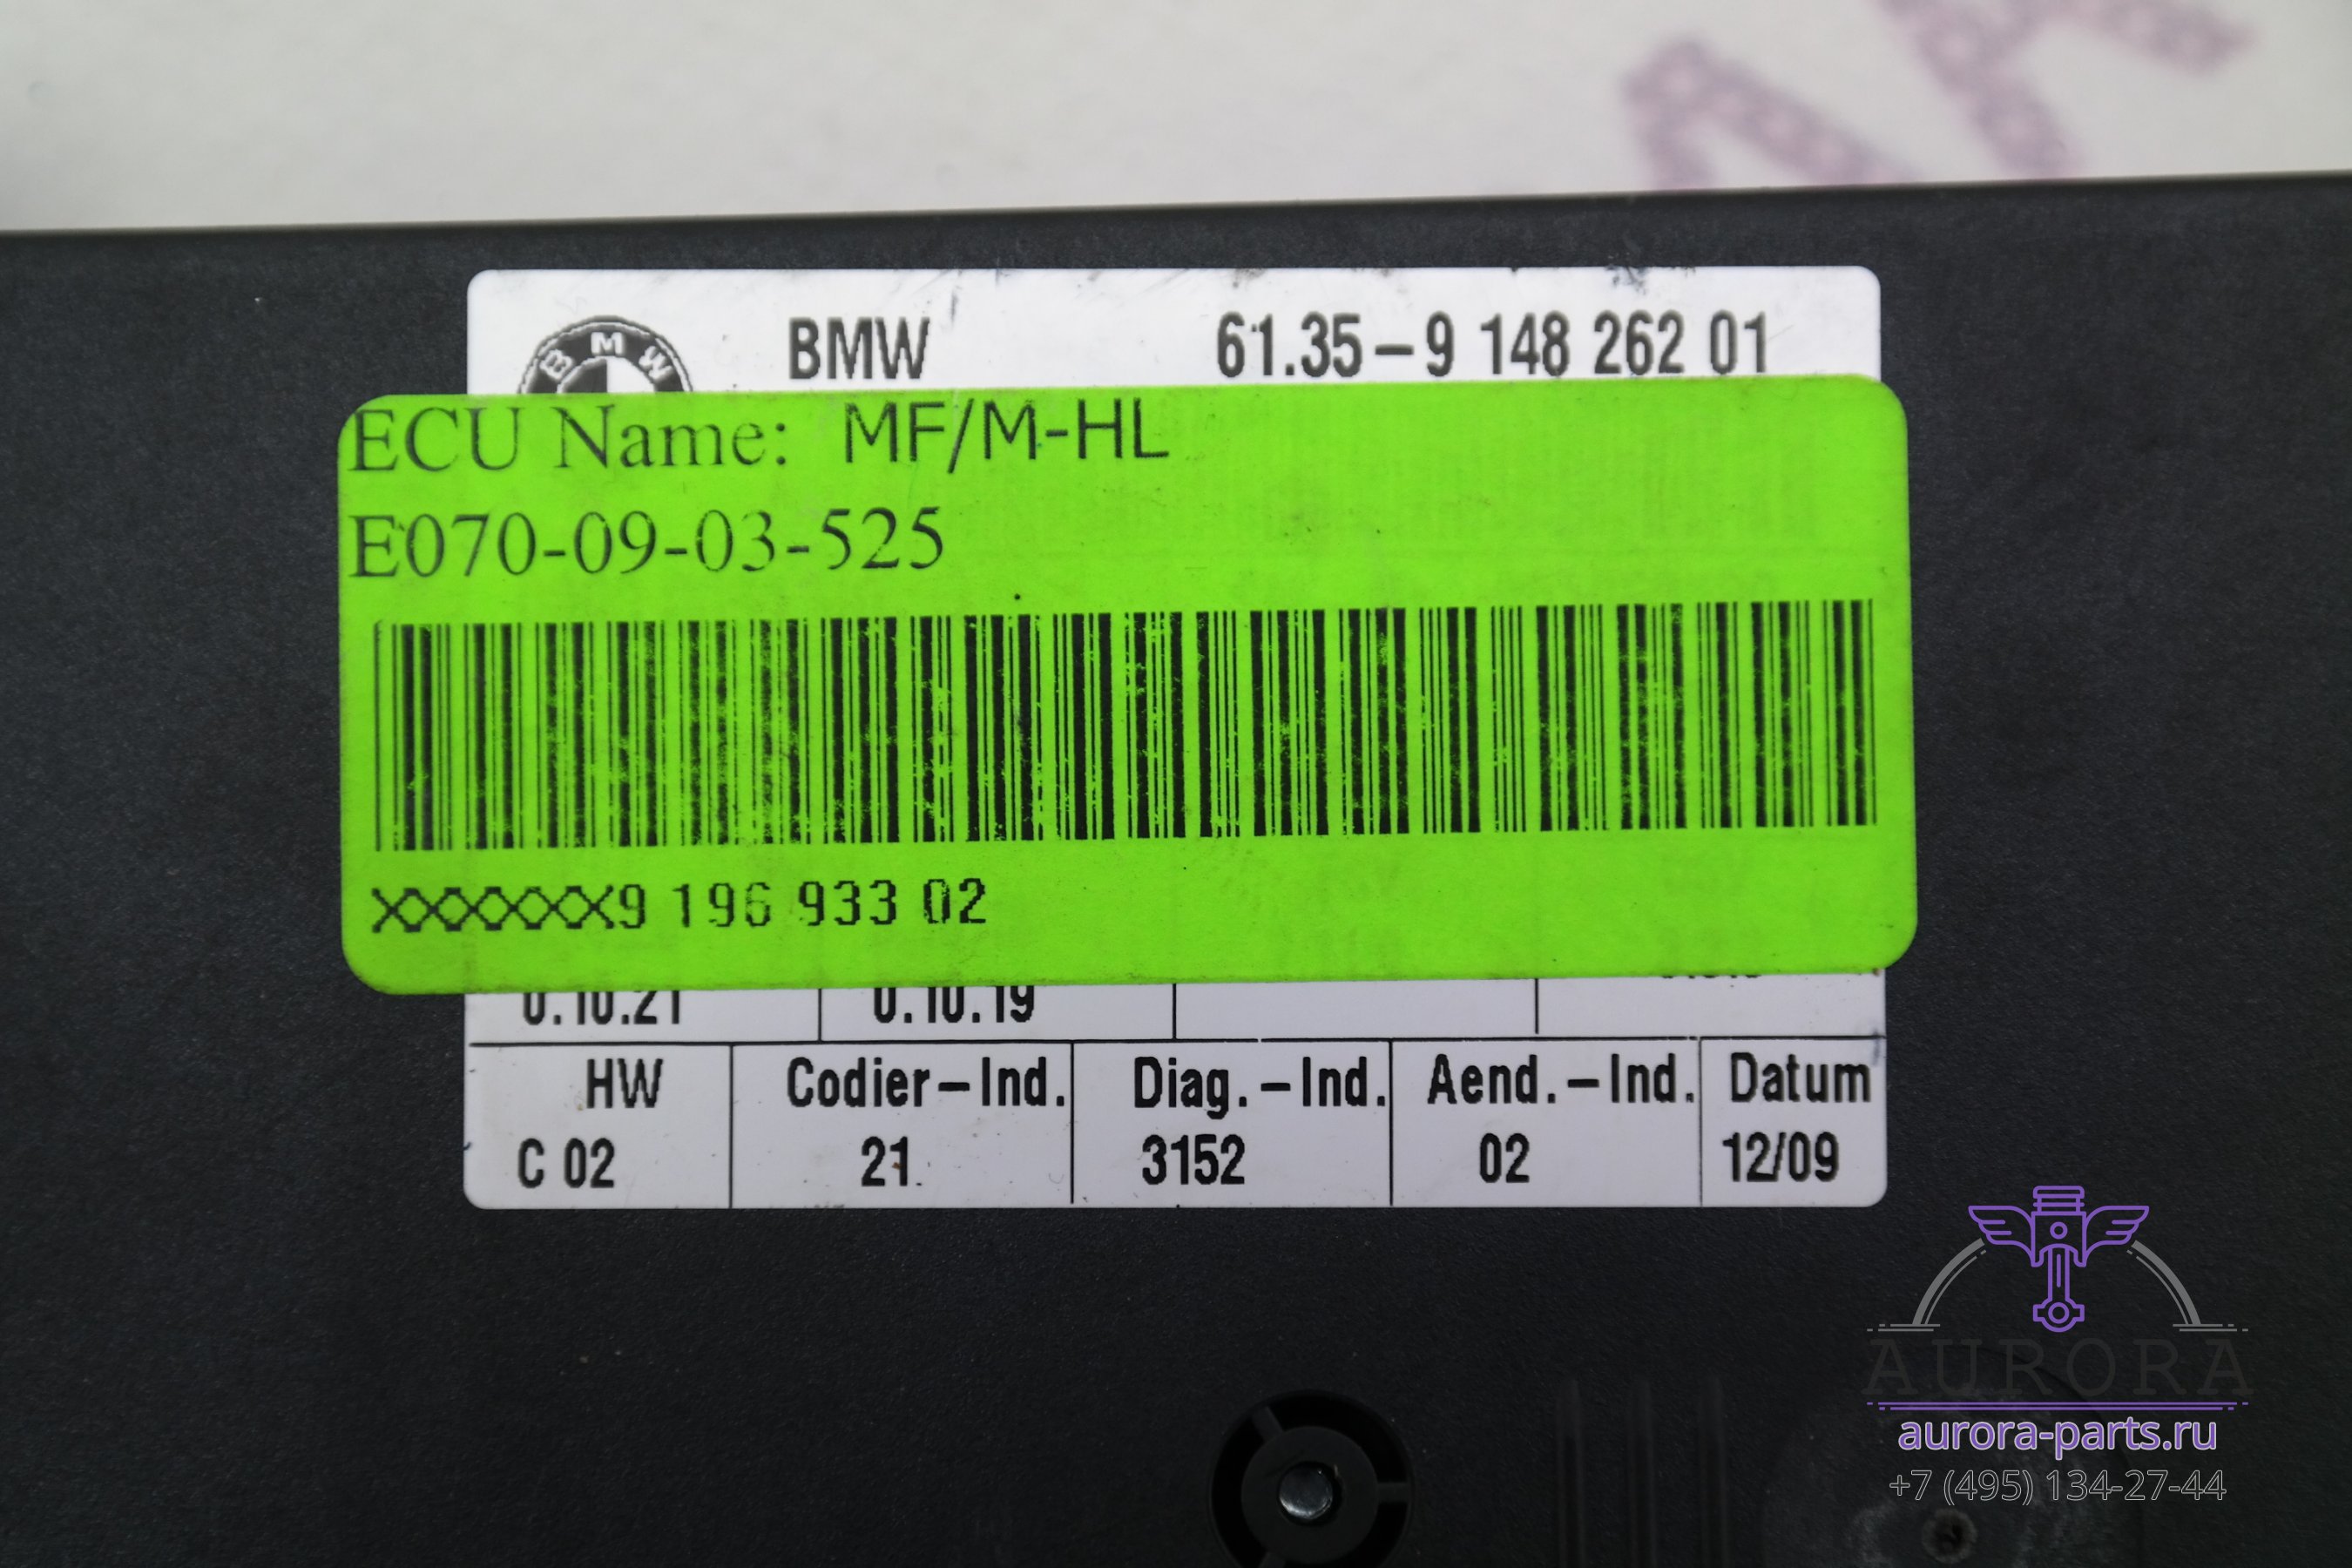 BMW
BMW 61.35-9 148 262 01
ECU Name: MF/M-HL
E070-09-03-525
XXXXXX9 196 933 02
0.10.21 0.10.19
HW Codier-Ind. Diag.-Ind. Aend.-Ind. Datum
C 02 21 3152 02 12/09
AURORA
aurora-parts.ru
+7 (495) 134-27-44